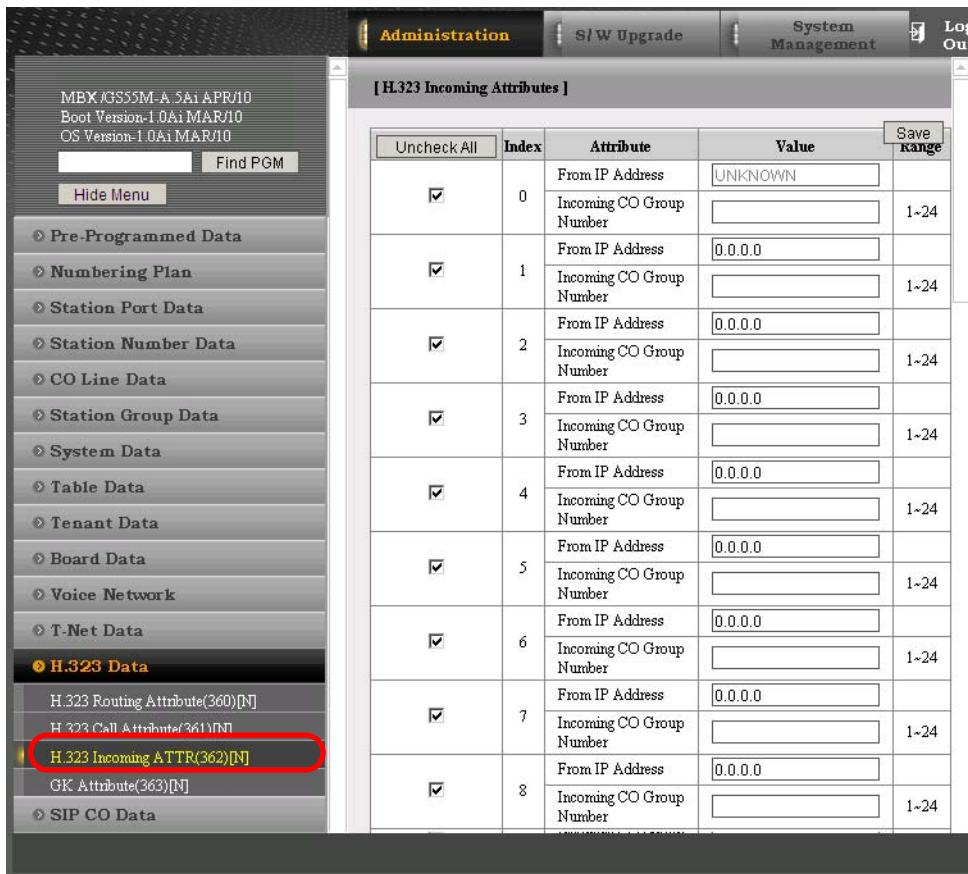 Administration
S/W Upgrade
System
Management
MBX /GS55M-A.5Ai APR/10
Boot Version-1.0Ai MAR/10
OS Version-1.0Ai MAR/10
Find PGM
Hide Menu
Pre-Programmed Data
Numbering Plan
Station Port Data
Station Number Data
CO Line Data
Station Group Data
System Data
Table Data
Tenant Data
Board Data
Voice Network
T-Net Data
H.323 Data
H.323 Routing Attribute(360)[N]
H.323 Call Attribute(361)[N]
H.323 Incoming ATTR(362)[N]
GK Attribute(363)[N]
SIP CO Data
[ H.323 Incoming Attributes ]
Save
Uncheck All Index Attribute Value Range
0 From IP Address UNKNOWN
Incoming CO Group
Number 1~24
1 From IP Address 0.0.0.0
Incoming CO Group
Number 1~24
2 From IP Address 0.0.0.0
Incoming CO Group
Number 1~24
3 From IP Address 0.0.0.0
Incoming CO Group
Number 1~24
4 From IP Address 0.0.0.0
Incoming CO Group
Number 1~24
5 From IP Address 0.0.0.0
Incoming CO Group
Number 1~24
6 From IP Address 0.0.0.0
Incoming CO Group
Number 1~24
7 From IP Address 0.0.0.0
Incoming CO Group
Number 1~24
8 From IP Address 0.0.0.0
Incoming CO Group
Number 1~24